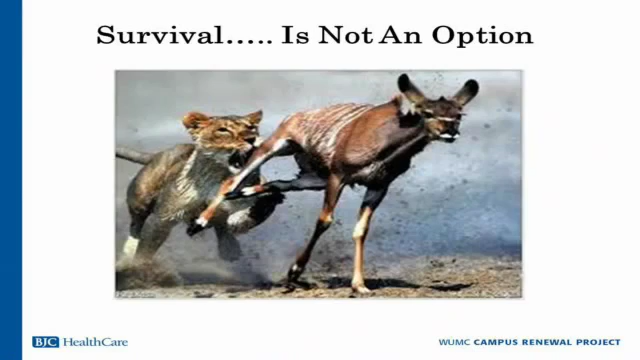 Survival….. Is Not An Option
BJC HealthCare
WUMC CAMPUS RENEWAL PROJECT